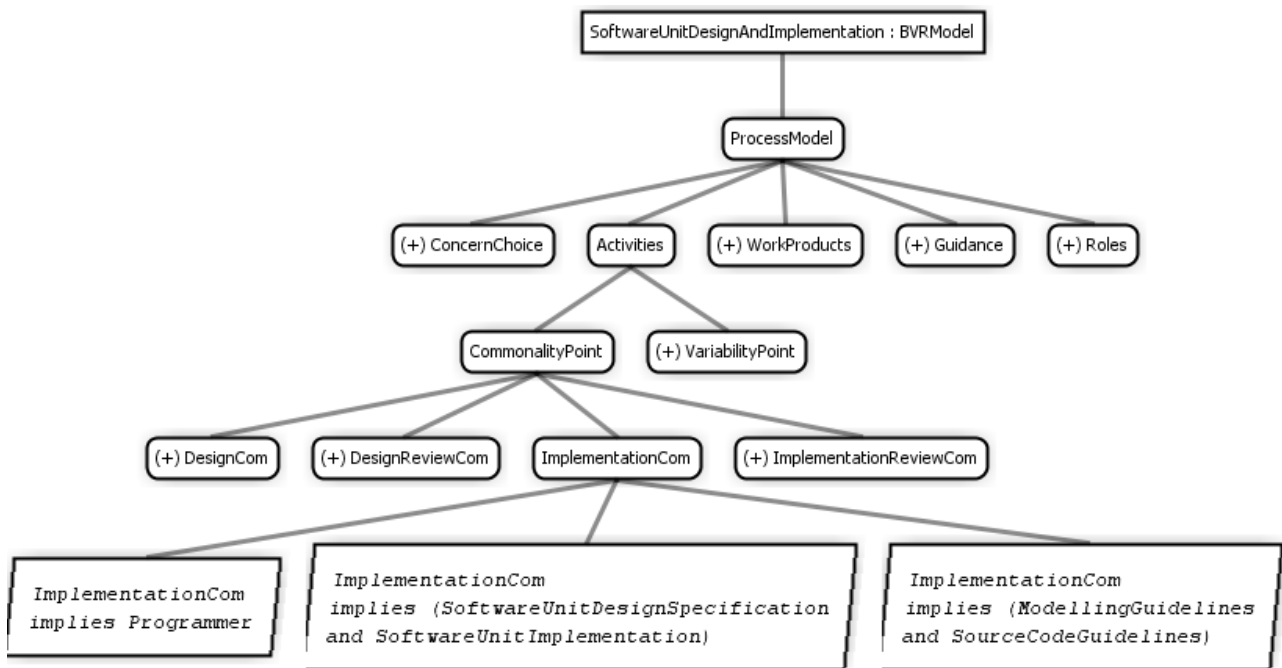 SoftwareUnitDesignAndImplementation : BVRModel
ProcessModel
(+) ConcernChoice
Activities
(+) WorkProducts
(+) Guidance
(+) Roles
CommonalityPoint
(+) VariabilityPoint
(+) DesignCom
(+) DesignReviewCom
ImplementationCom
(+) ImplementationReviewCom
ImplementationCom
implies Programmer
ImplementationCom
implies (SoftwareUnitDesignSpecification
and SoftwareUnitImplementation)
ImplementationCom
implies (ModellingGuidelines
and SourceCodeGuidelines)